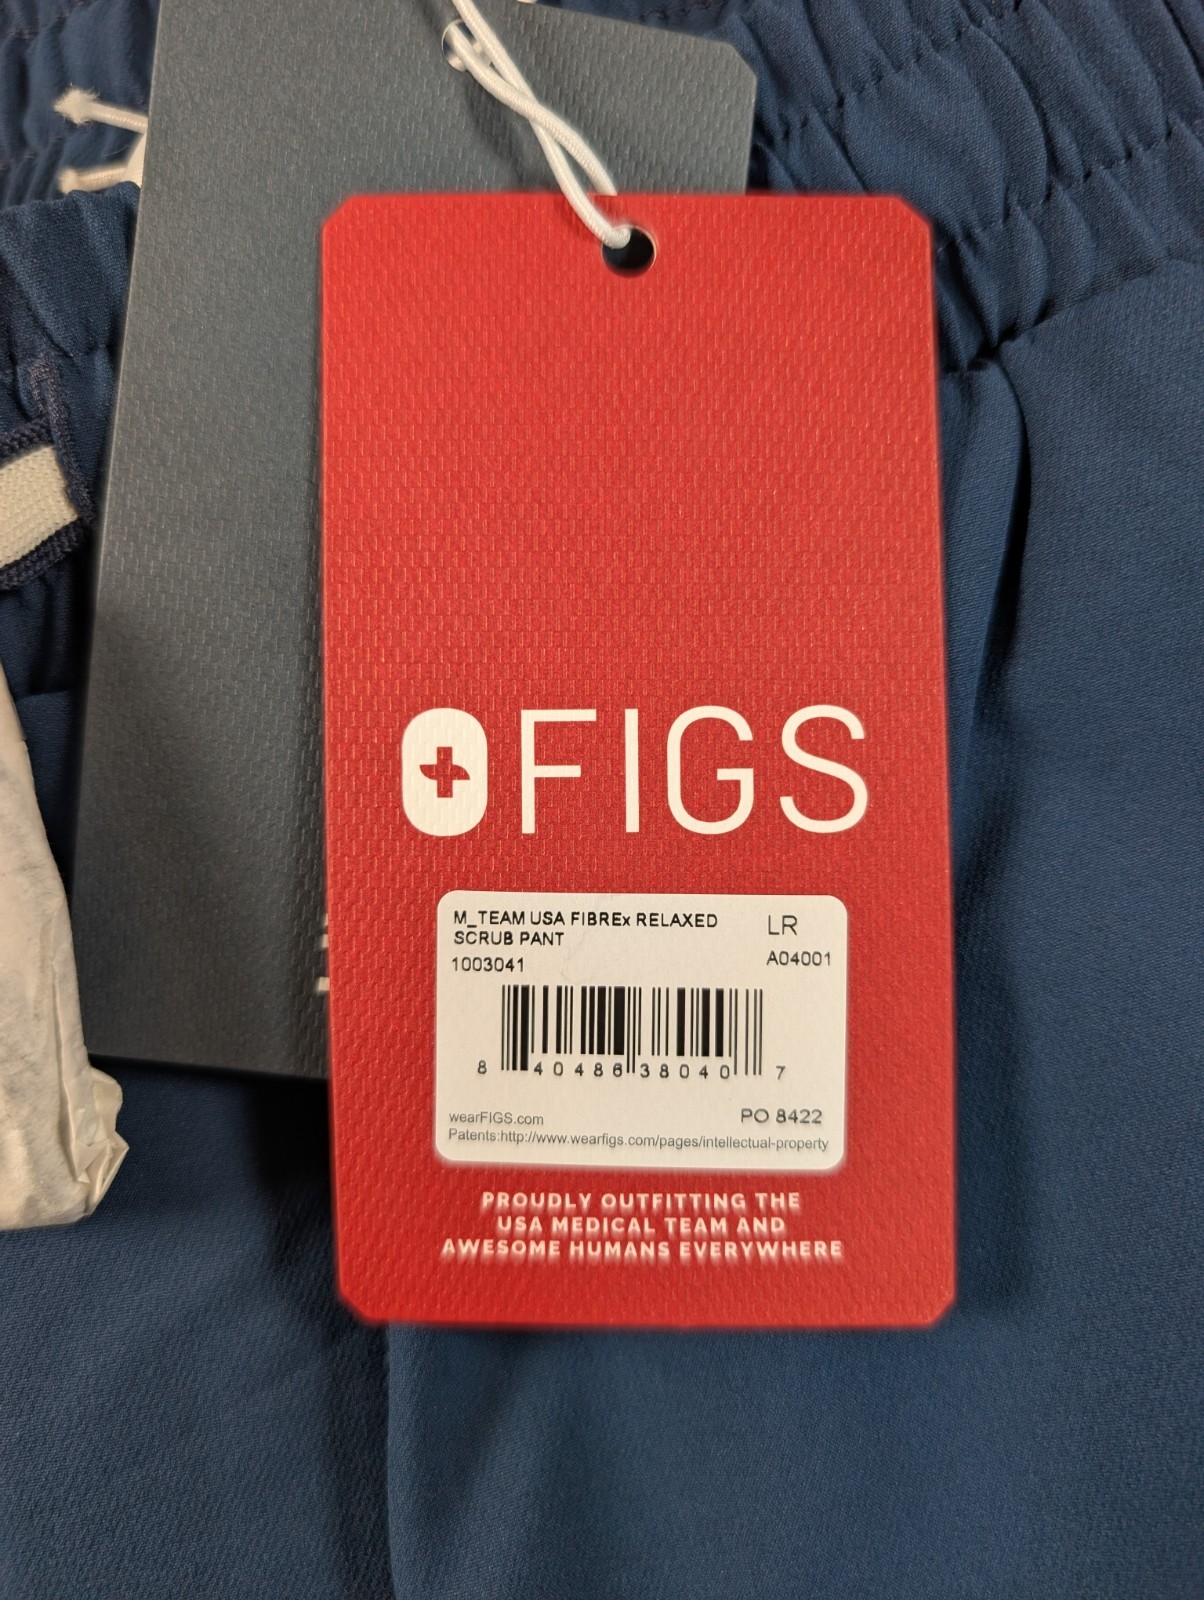 FIGS
M_TEAM USA FIBREx RELAXED
SCRUB PANT
LR
1003041
A04001
8 40486 38040 7
wearFIGS.com
PO 8422
Patents:http://www.wearfigs.com/pages/intellectual-property
PROUDLY OUTFITTING THE
USA MEDICAL TEAM AND
AWESOME HUMANS EVERYWHERE